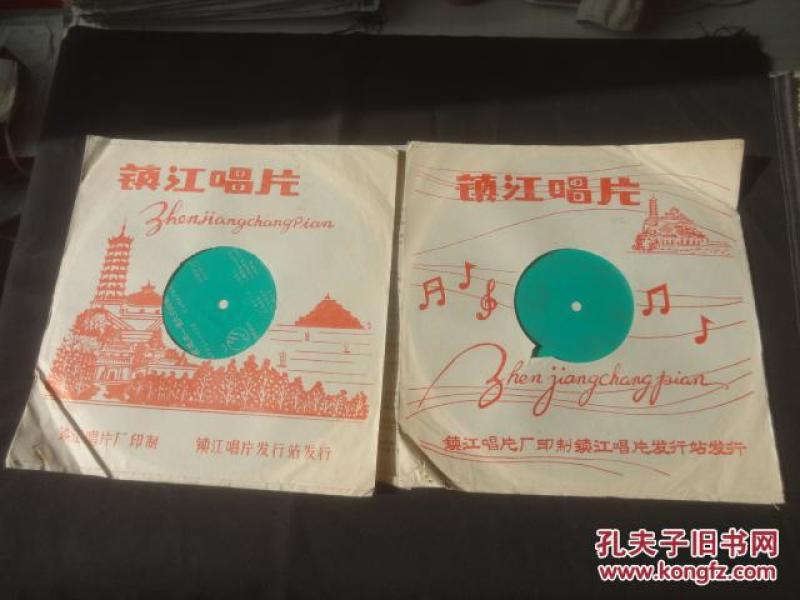 镇江唱片
ZhenjiangchangPian
镇江唱片厂印制 镇江唱片发行站发行
镇江唱片
Zhen jiangchang pian
镇江唱片厂印制镇江唱片发行站发行
孔夫子旧书网
www.kongfz.com